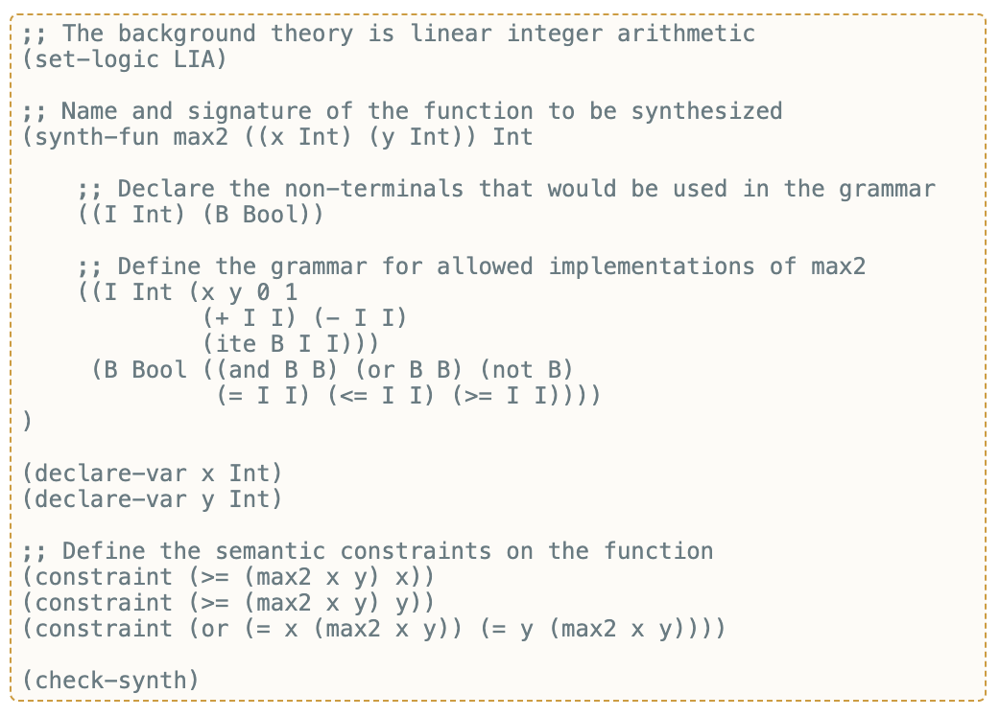 ;; The background theory is linear integer arithmetic
(set-logic LIA)

;; Name and signature of the function to be synthesized
(synth-fun max2 ((x Int) (y Int)) Int

    ;; Declare the non-terminals that would be used in the grammar
    ((I Int) (B Bool))

    ;; Define the grammar for allowed implementations of max2
    ((I Int (x y 0 1
             (+ I I) (- I I)
             (ite B I I)))
     (B Bool ((and B B) (or B B) (not B)
              (= I I) (<= I I) (>= I I))))
)

(declare-var x Int)
(declare-var y Int)

;; Define the semantic constraints on the function
(constraint (>= (max2 x y) x))
(constraint (>= (max2 x y) y))
(constraint (or (= x (max2 x y)) (= y (max2 x y))))

(check-synth)